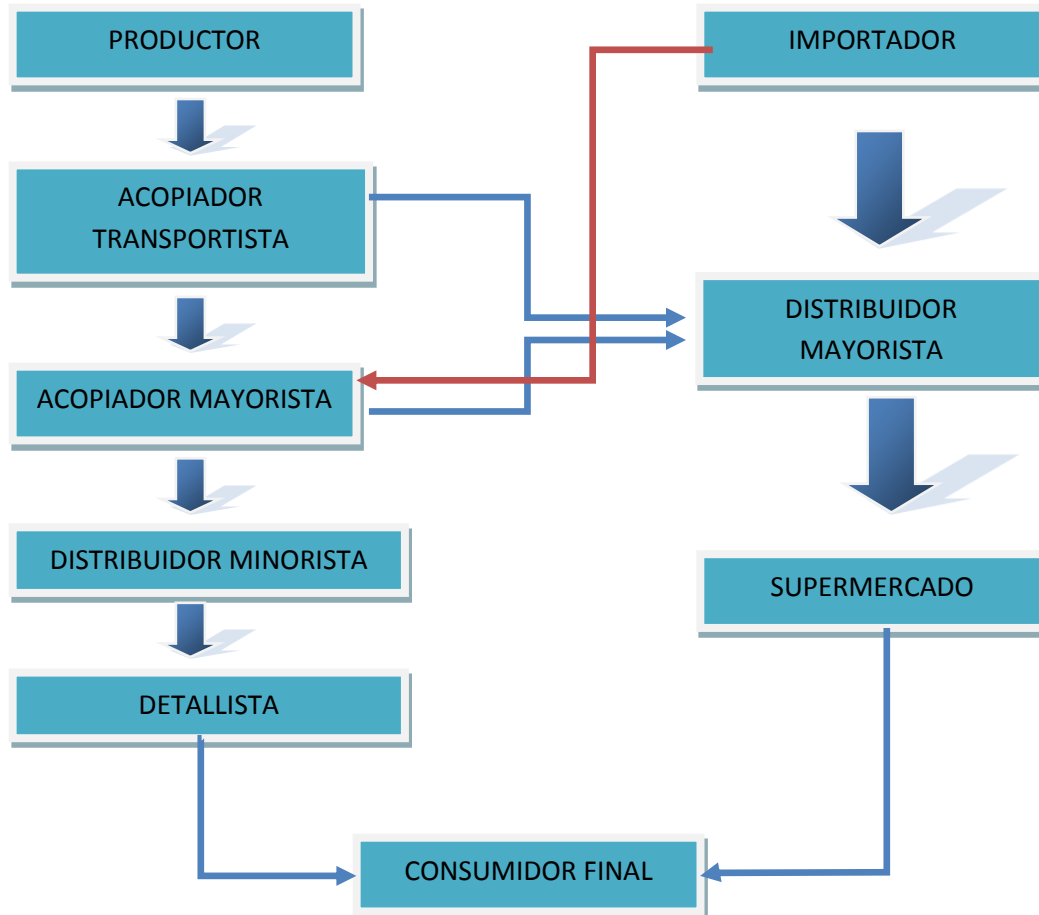 PRODUCTOR
IMPORTADOR
ACOPIADOR
TRANSPORTISTA
DISTRIBUIDOR
MAYORISTA
ACOPIADOR MAYORISTA
DISTRIBUIDOR MINORISTA
SUPERMERCADO
DETALLISTA
CONSUMIDOR FINAL